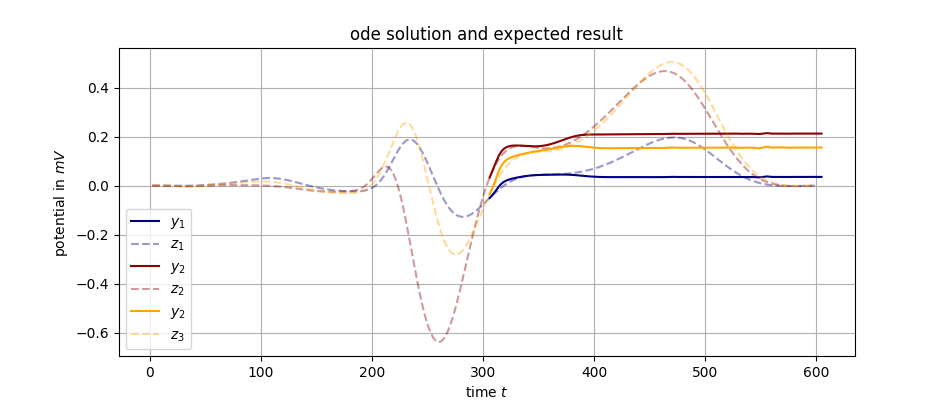 ode solution and expected result
potential in mV
0.4
0.2
0.0
−0.2
−0.4
−0.6
y₁
z₁
y₂
z₂
y₂
z₃
0 100 200 300 400 500 600
time t